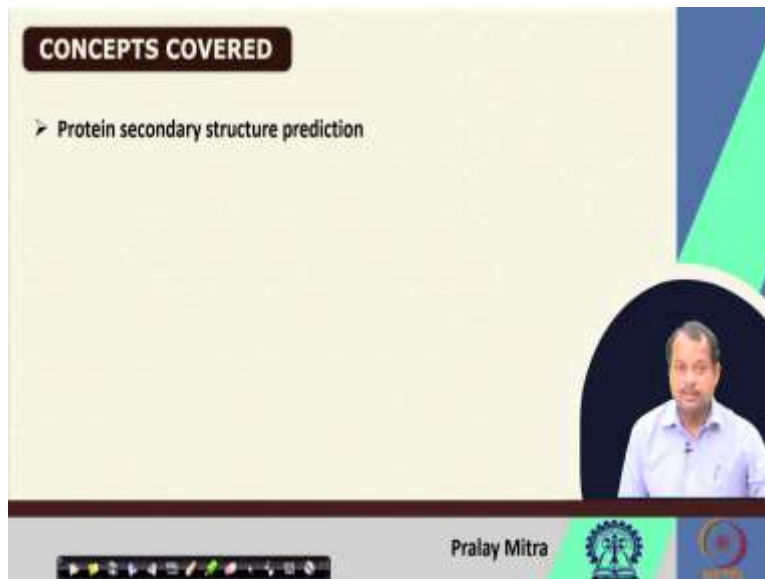 CONCEPTS COVERED
➢ Protein secondary structure prediction
Pralay Mitra